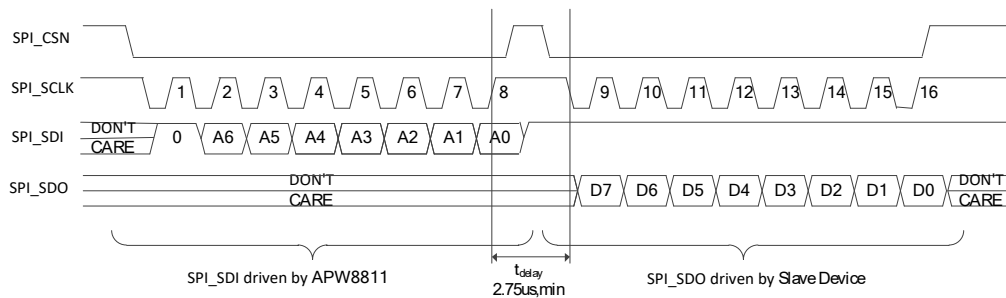 SPI_CSN
SPI_SCLK 1 2 3 4 5 6 7 8 9 10 11 12 13 14 15 16
SPI_SDI DON'T CARE 0 A6 A5 A4 A3 A2 A1 A0
SPI_SDO DON'T CARE D7 D6 D5 D4 D3 D2 D1 D0 DON'T CARE
SPI_SDI driven by APW8811
tdelay
2.75us,min
SPI_SDO driven by Slave Device